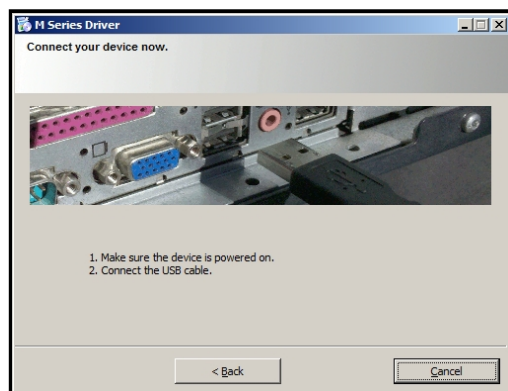 M Series Driver
Connect your device now.
1. Make sure the device is powered on.
2. Connect the USB cable.
< Back
Cancel